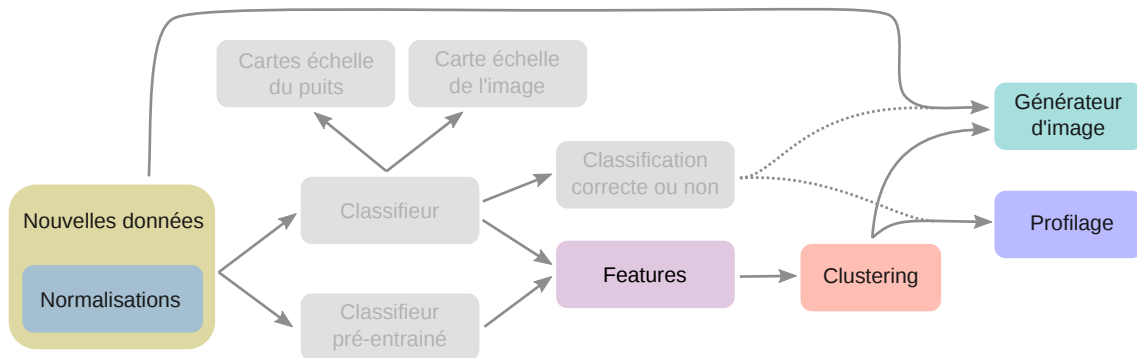 Cartes échelle
du puits
Carte échelle
de l'image
Générateur
d'image
Classification
correcte ou non
Nouvelles données
Classifieur
Profilage
Normalisations
Features
Clustering
Classifieur
pré-entrainé